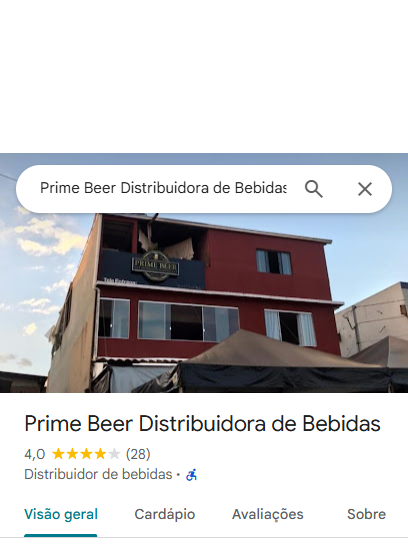 Prime Beer Distribuidora de Bebidas
PRIME BEER
Prime Beer Distribuidora de Bebidas
4,0 (28)
Distribuidor de bebidas ·
Visão geral Cardápio Avaliações Sobre